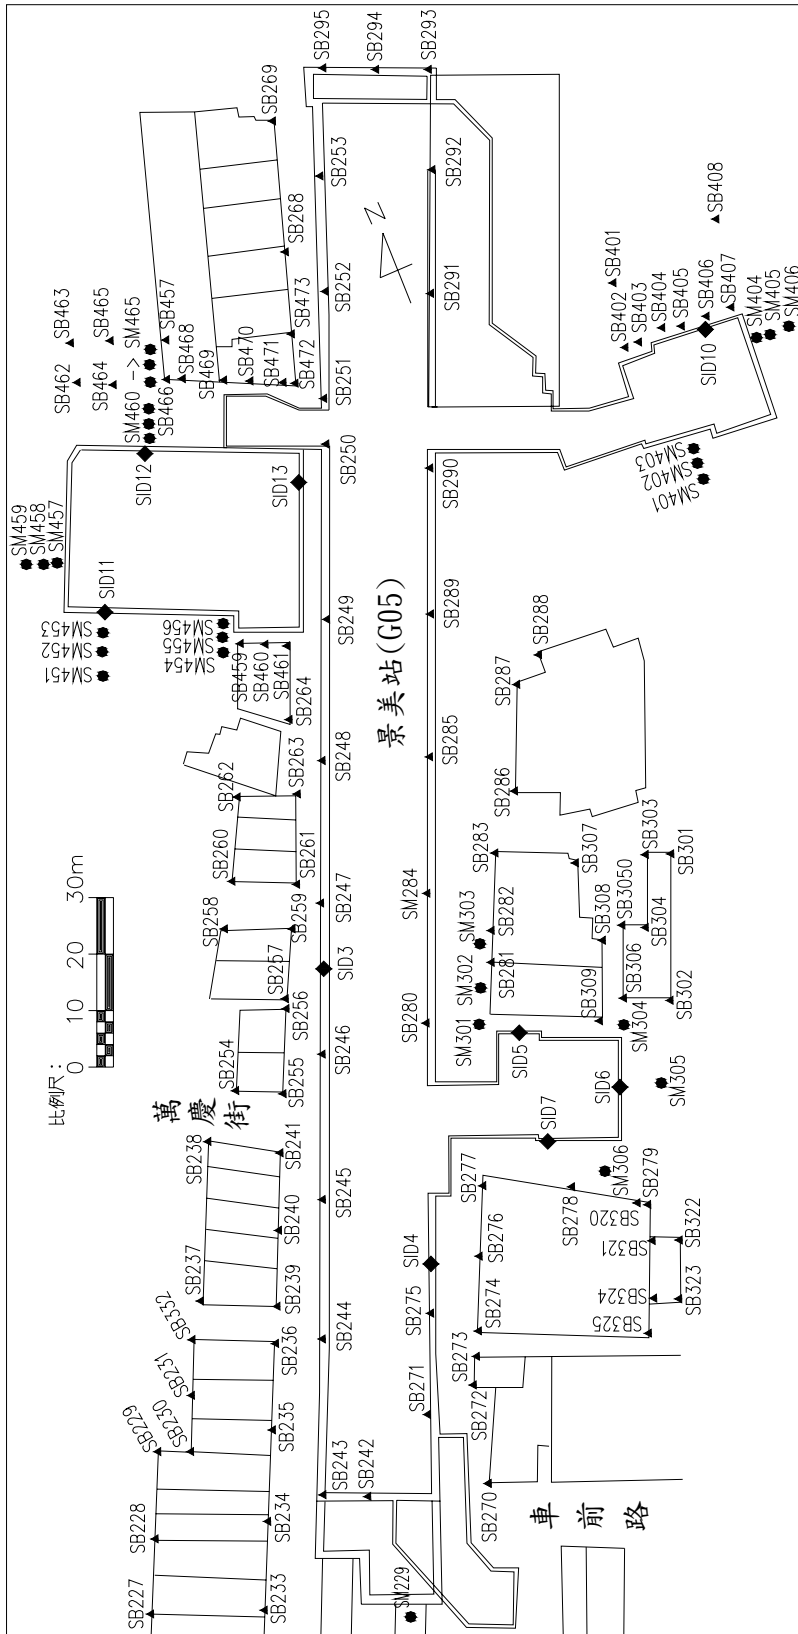 SB295
SB294
SB293
SB269
SB253
SB292
SB268
SB408
SB252
SB291
SB401
SB402
SB403
SB404
SB405
SB406
SB407
SM404
SM405
SM406
SID10
SB463
SB465
SM465
SB457
SB473
SB462
SB464
SM460 ->
SB466
SB468
SB469
SB470
SB471
SB472
SB251
SB250
SID12
SID13
SB290
SM403
SM402
SM401
SM459
SM458
SM457
SID11
SM453
SM452
SM451
SM456
SM455
SM454
SB459
SB460
SB461
SB264
SB249
SB289
SB288
SB287
景美站(G05)
SB263
SB262
SB248
SB285
SB286
SB260
SB261
SB247
SM284
SB283
SB282
SM303
SB307
SB303
SB301
SB3050
SB304
SB308
30m
20
10
0
比例尺:
SB258
SB259
SB257
SID3
SB256
SM302
SB281
SB306
SB302
SB309
SM301
SM304
SB280
SB254
SB255
SB246
SID5
SID6
SM305
萬慶街
SID7
SB238
SB241
SM306
SB277
SB279
SB278
SB240
SB245
SB320
SB276
SB321
SB322
SID4
SB237
SB239
SB275
SB274
SB324
SB323
SB325
SB332
SB236
SB244
SB273
SB231
SB272
SB271
SB229
SB230
SB235
SB243
SB242
SB270
SB228
SB234
車前路
SB227
SB233
SM229